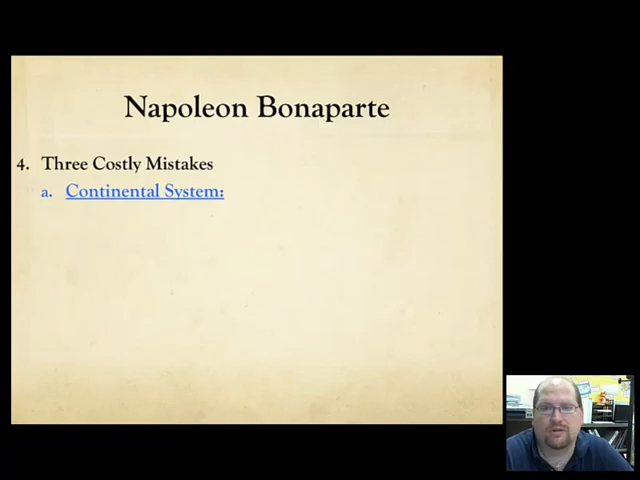 Napoleon Bonaparte
4. Three Costly Mistakes
a. Continental System: